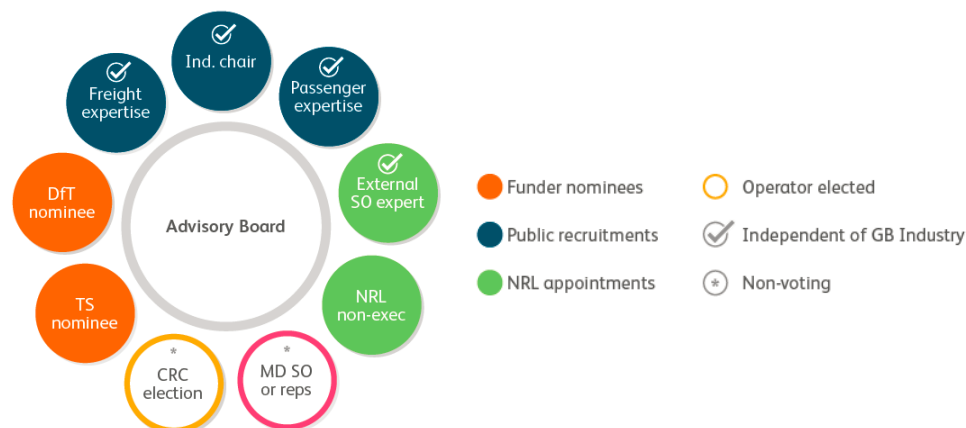 Ind. chair
Passenger
expertise
External
SO expert
NRL
non-exec
*
MD SO
or reps
*
CRC
election
TS
nominee
DfT
nominee
Freight
expertise
Advisory Board
Funder nominees
Public recruitments
NRL appointments
Operator elected
Independent of GB Industry
* Non-voting